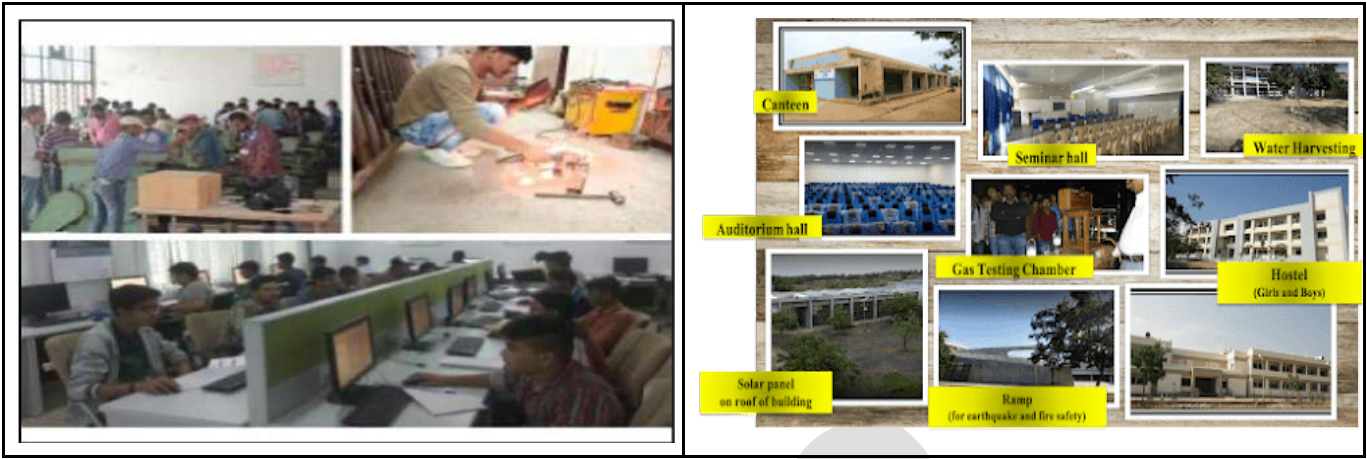 Canteen
Seminar hall
Water Harvesting
Auditorium hall
Gas Testing Chamber
Hostel
(Girls and Boys)
Solar panel
on roof of building
Ramp
(for earthquake and fire safety)